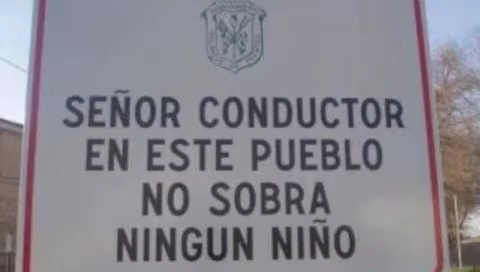 SEÑOR CONDUCTOR
EN ESTE PUEBLO
NO SOBRA
NINGUN NIÑO